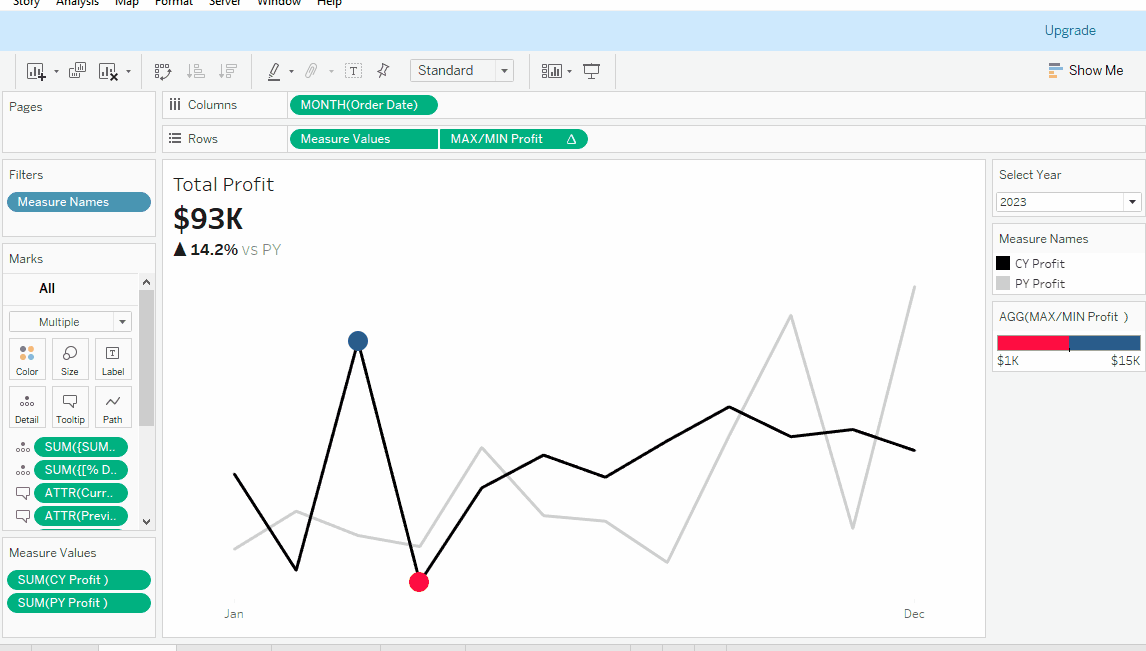 Story Analysis Map Format Server Window Help
Upgrade
Standard
Show Me
Pages
Columns
MONTH(Order Date)
Rows
Measure Values
MAX/MIN Profit Δ
Filters
Measure Names
Marks
All
Multiple
Color Size Label
Detail Tooltip Path
SUM({SUM..
SUM({[% D..
ATTR(Curr..
ATTR(Previ..
Measure Values
SUM(CY Profit )
SUM(PY Profit )
Total Profit
$93K
▲ 14.2% vs PY
Jan
Dec
Select Year
2023
Measure Names
CY Profit
PY Profit
AGG(MAX/MIN Profit )
$1K $15K